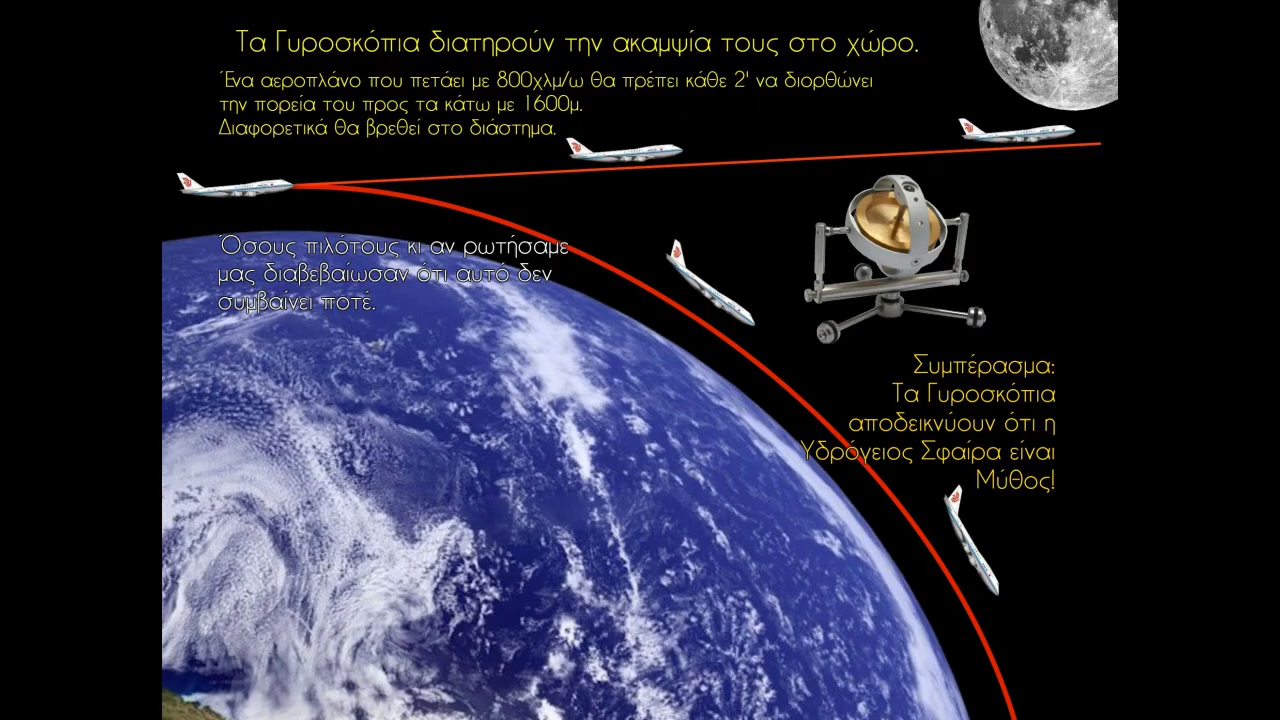 Τα Γυροσκόπια διατηρούν την ακαμψία τους στο χώρο.
Ένα αεροπλάνο που πετάει με 800χλμ/ω θα πρέπει κάθε 2' να διορθώνει
την πορεία του προς τα κάτω με 1600μ.
Διαφορετικά θα βρεθεί στο διάστημα.
Όσους πιλότους κι αν ρωτήσαμε
μας διαβεβαίωσαν ότι αυτό δεν
συμβαίνει ποτέ.
Συμπέρασμα:
Τα Γυροσκόπια
αποδεικνύουν ότι η
Υδρόγειος Σφαίρα είναι
Μύθος!